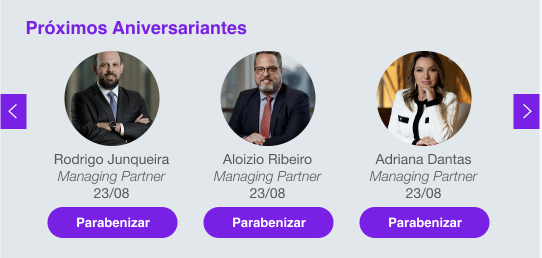 Próximos Aniversariantes
Rodrigo Junqueira
Managing Partner
23/08
Parabenizar
Aloizio Ribeiro
Managing Partner
23/08
Parabenizar
Adriana Dantas
Managing Partner
23/08
Parabenizar